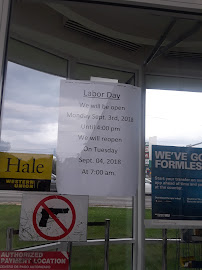 Labor Day
We will be open
Monday Sept. 3rd, 2018
Until 4:00 pm
We will reopen
On Tuesday
Sept. 04, 2018
At 7:00 am.
Hale
WE'VE GO
FORMLES
AUTHORIZED
PAYMENT LOCATION